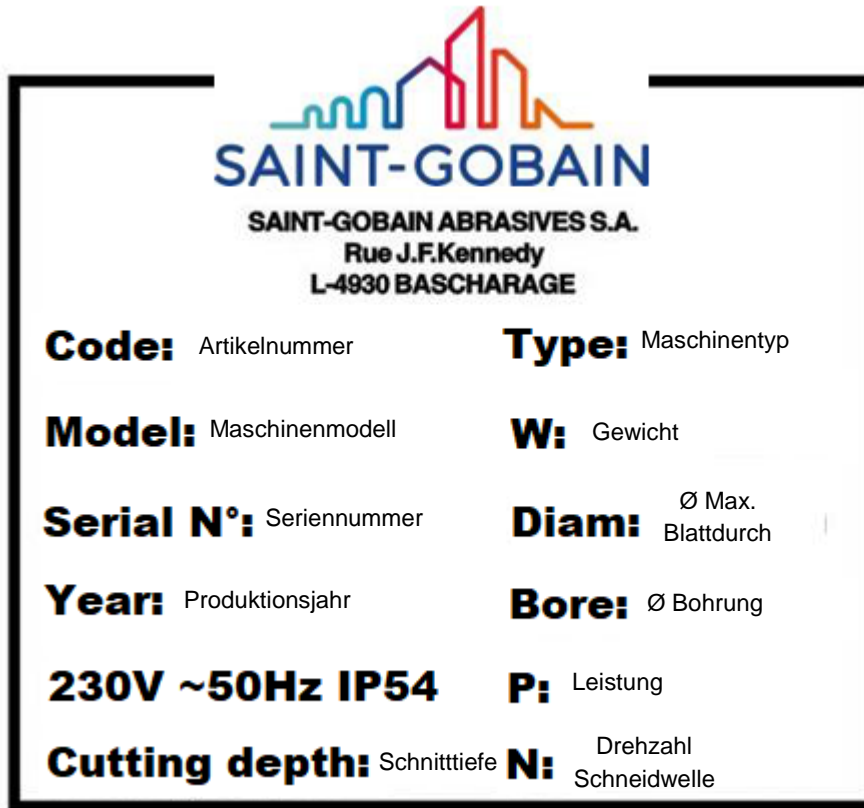 SAINT-GOBAIN
SAINT-GOBAIN ABRASIVES S.A.
Rue J.F.Kennedy
L-4930 BASCHARAGE
Code: Artikelnummer Type: Maschinentyp
Model: Maschinenmodell W: Gewicht
Serial N°: Seriennummer Diam: Ø Max.
Blattdurch
Year: Produktionsjahr Bore: Ø Bohrung
230V ~50Hz IP54 P: Leistung
Cutting depth: Schnitttiefe N: Drehzahl
Schneidwelle